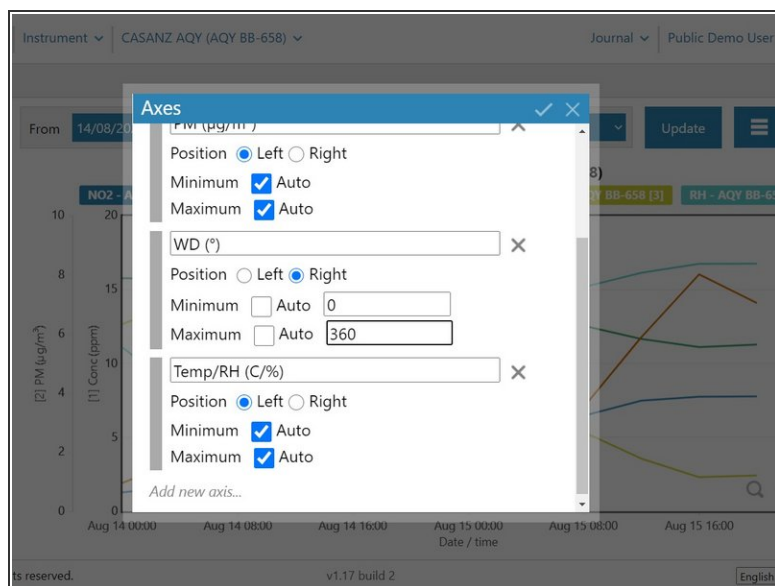 Instrument CASANZ AQY (AQY BB-658) Journal Public Demo User
Axes
From 14/08/20 Update
PM (µg/m³)
Position Left Right
Minimum Auto
Maximum Auto
8)
NO2 - A QY BB-658 [3] RH - AQY BB-65
WD (°)
Position Left Right
Minimum Auto 0
Maximum Auto 360
Temp/RH (C/%)
Position Left Right
Minimum Auto
Maximum Auto
Add new axis...
[2] PM (µg/m³)
10
8
6
4
2
0
[1] Conc (ppm)
20
15
10
5
0
Aug 14 00:00 Aug 14 08:00 Aug 14 16:00 Aug 15 00:00 Aug 15 08:00 Aug 15 16:00
Date / time
ts reserved. v1.17 build 2 English